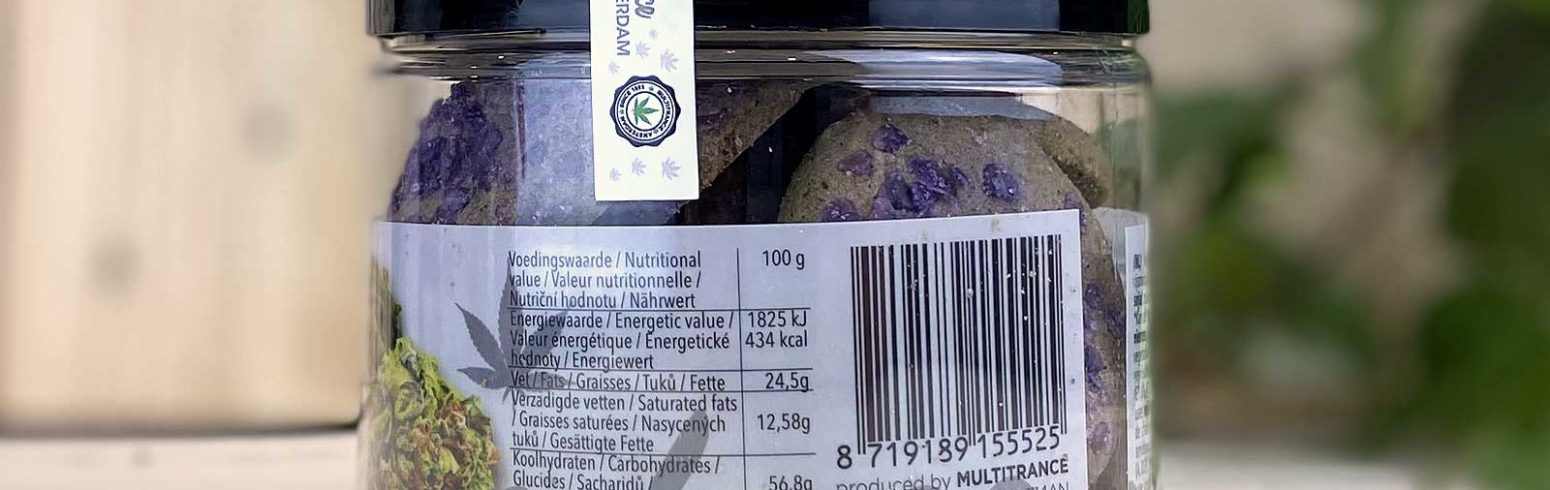 ERDAM
Voedingswaarde / Nutritional
value / Valeur nutritionnelle /
Nutriční hodnotu / Nährwert
100 g
Energiewaarde / Energetic value /
Valeur énergétique / Energetické
hodnoty / Energiewert
1825 kJ
434 kcal
Vet / Fats / Graisses / Tuků / Fette
24,5g
Verzadigde vetten / Saturated fats
/ Graisses saturées / Nasycených
tuků / Gesättigte Fette
12,58g
Koolhydraten / Carbohydrates /
Glucides / Sacharidů /
56,8g
8 719189 155525
produced by MULTITRANCE